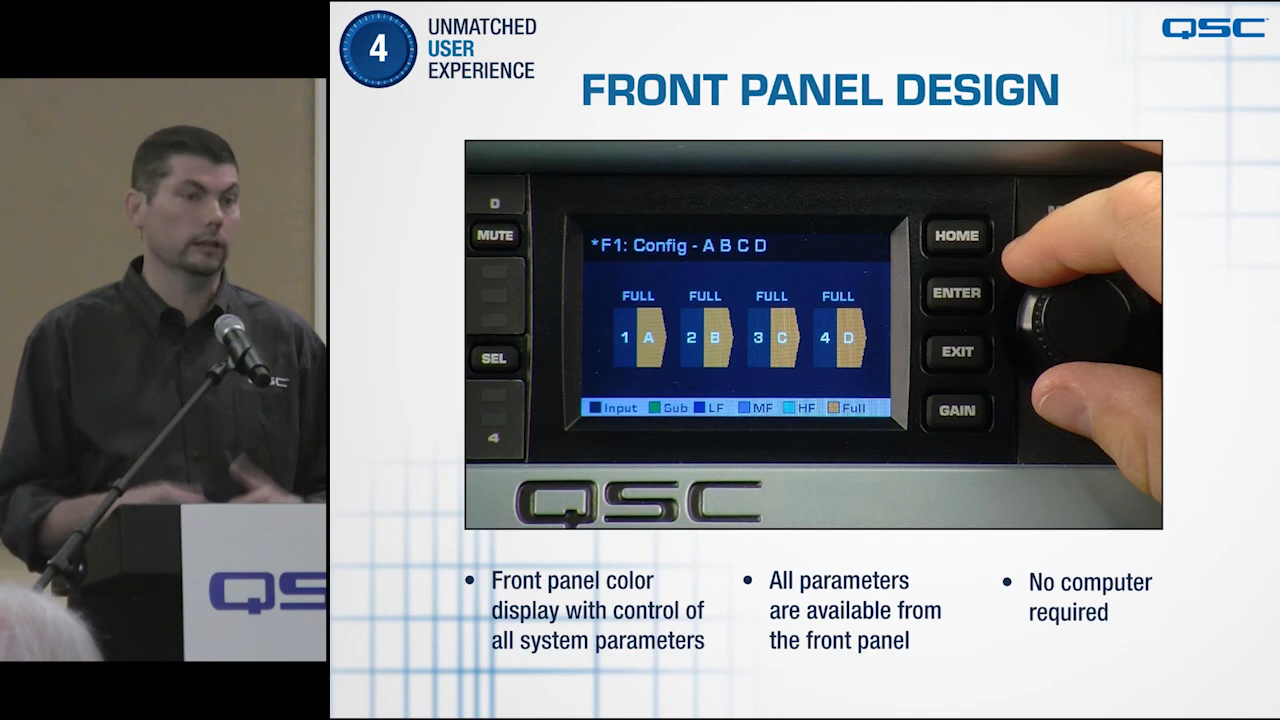 4
UNMATCHED
USER
EXPERIENCE
QSC
FRONT PANEL DESIGN
D
MUTE
SEL
4
*F1: Config - A B C D
FULL FULL FULL FULL
1 A 2 B 3 C 4 D
Input Sub LF MF HF Full
HOME
ENTER
EXIT
GAIN
QSC
• Front panel color
display with control of
all system parameters
• All parameters
are available from
the front panel
• No computer
required
QSC
QS